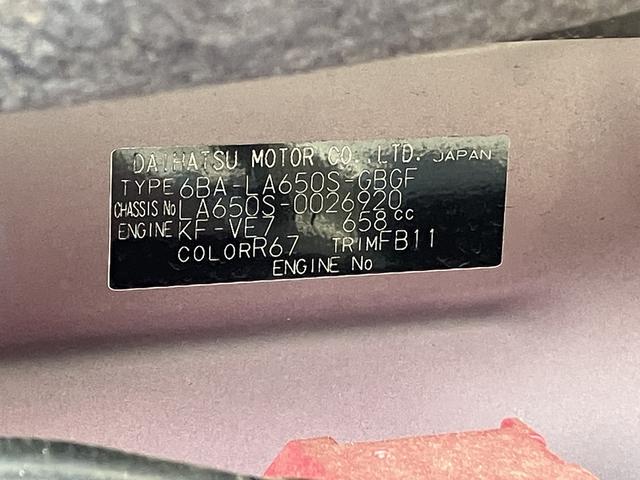 DAIHATSU MOTOR CO. LTD. JAPAN
TYPE 6BA-LA650S-GBGF
CHASSIS No LA650S-0026920
ENGINE KF-VE7 658cc
COLOR R67 TRIM FB11
ENGINE No